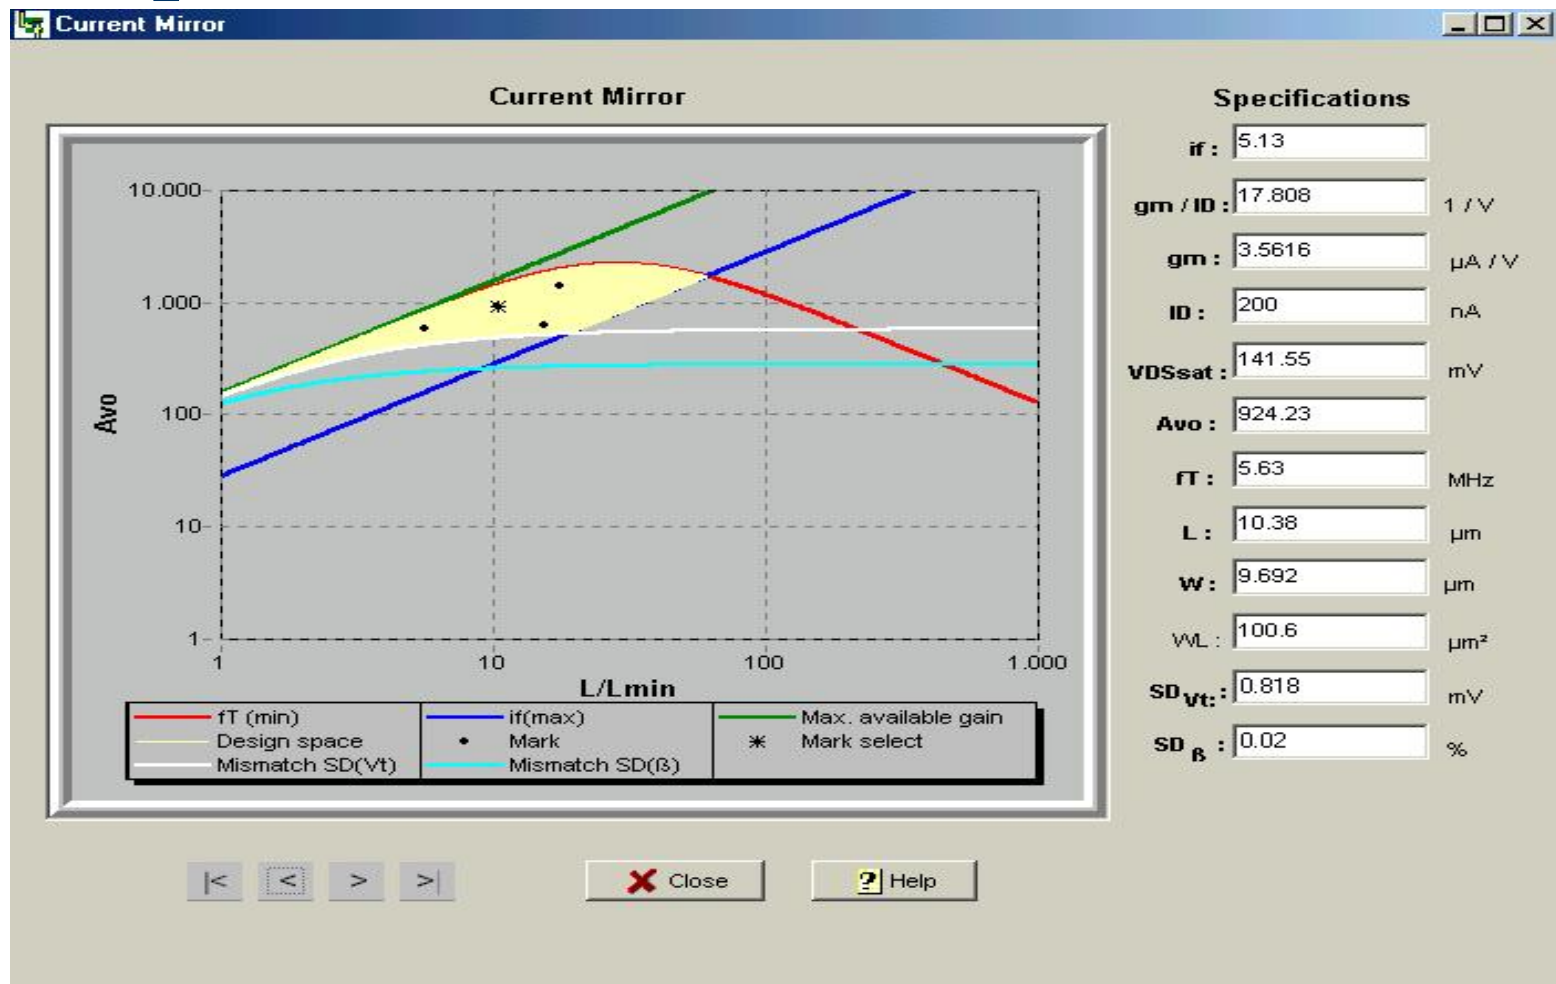 Current Mirror
Current Mirror
Avo
10.000
1.000
100
10
1
1 10 100 1.000
L/Lmin
fT (min) if(max) Max. available gain
Design space Mark Mark select
Mismatch SD(Vt) Mismatch SD(ß)
Specifications
if : 5.13
gm / ID : 17.808 1 / V
gm : 3.5616 µA / V
ID : 200 nA
VDSsat : 141.55 mV
Avo : 924.23
fT : 5.63 MHz
L : 10.38 µm
W : 9.692 µm
WL : 100.6 µm²
SD Vt: : 0.818 mV
SD ß : 0.02 %
|< < > >| Close ? Help